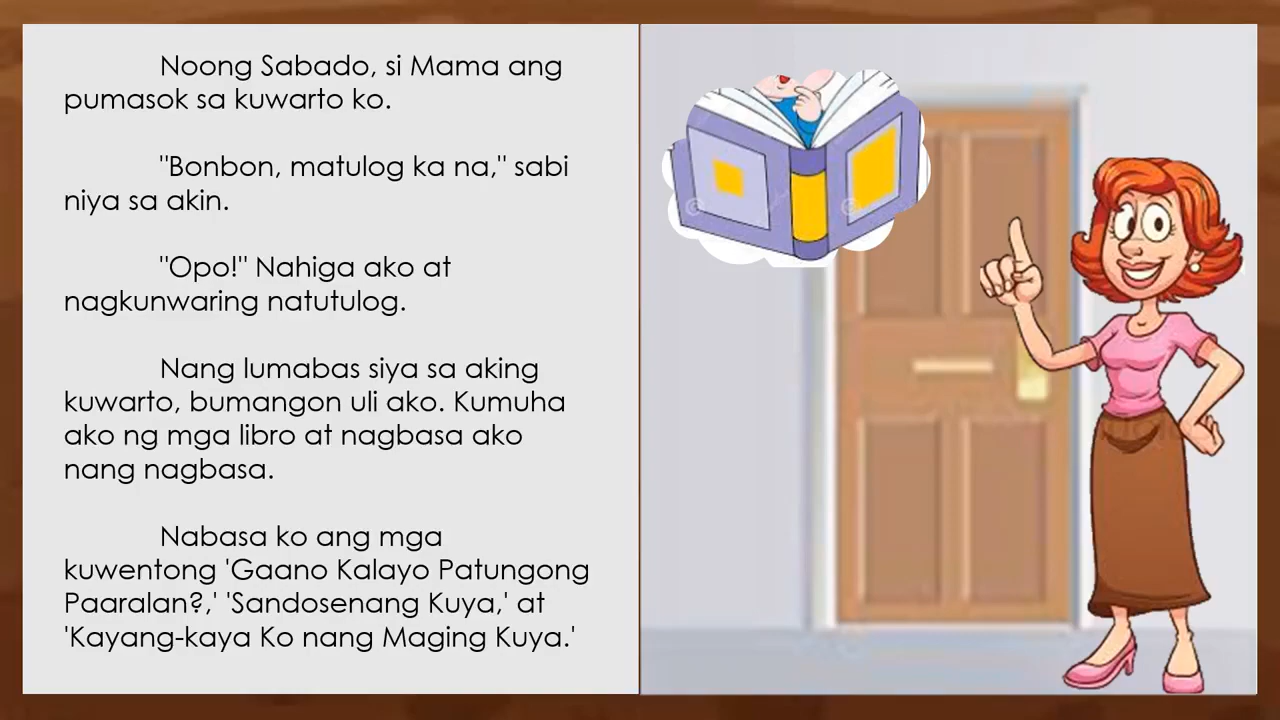 Noong Sabado, si Mama ang
pumasok sa kuwarto ko.
"Bonbon, matulog ka na," sabi
niya sa akin.
"Opo!" Nahiga ako at
nagkunwaring natutulog.
Nang lumabas siya sa aking
kuwarto, bumangon uli ako. Kumuha
ako ng mga libro at nagbasa ako
nang nagbasa.
Nabasa ko ang mga
kuwentong 'Gaano Kalayo Patungong
Paaralan?,' 'Sandosenang Kuya,' at
'Kayang-kaya Ko nang Maging Kuya.'